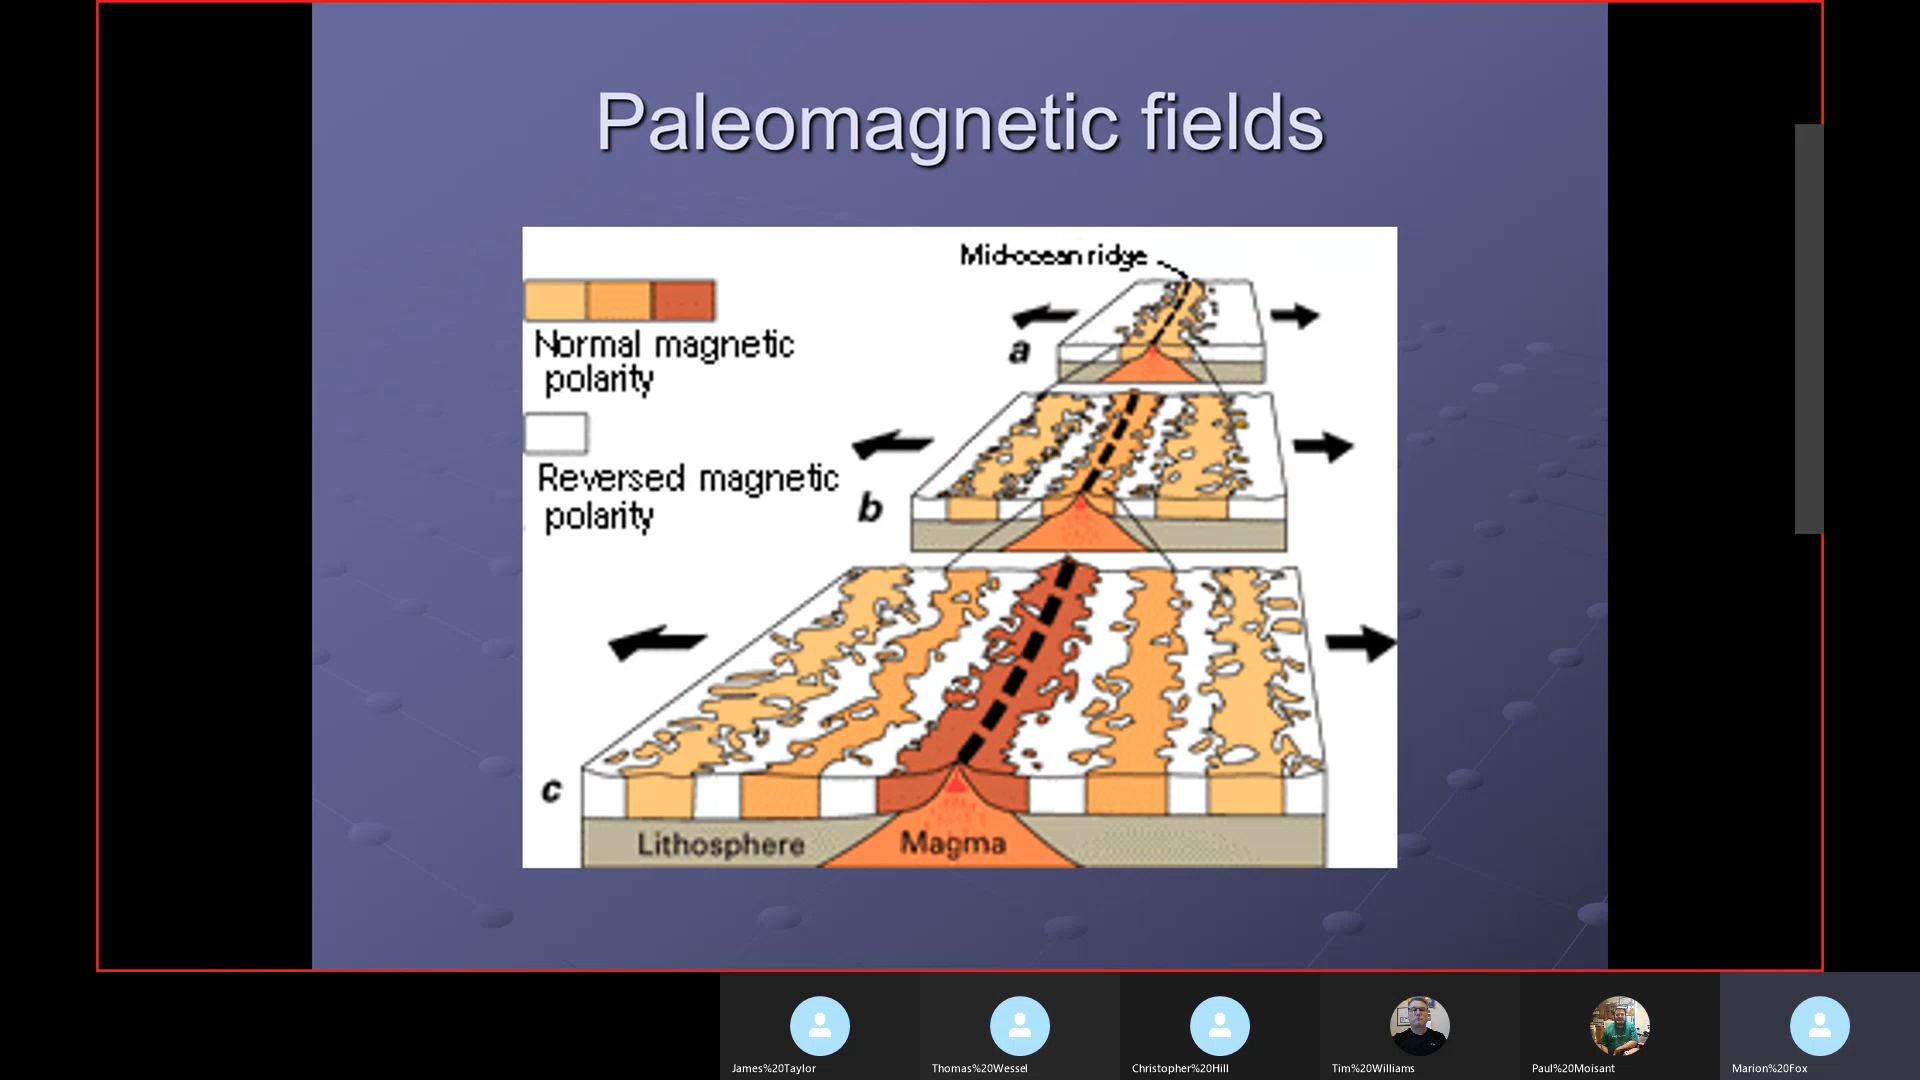 Paleomagnetic fields
Mid-ocean ridge
Normal magnetic
polarity
Reversed magnetic
polarity
a
b
c
Lithosphere
Magma
James%20Taylor
Thomas%20Wessel
Christopher%20Hill
Tim%20Williams
Paul%20Moisant
Marion%20Fox